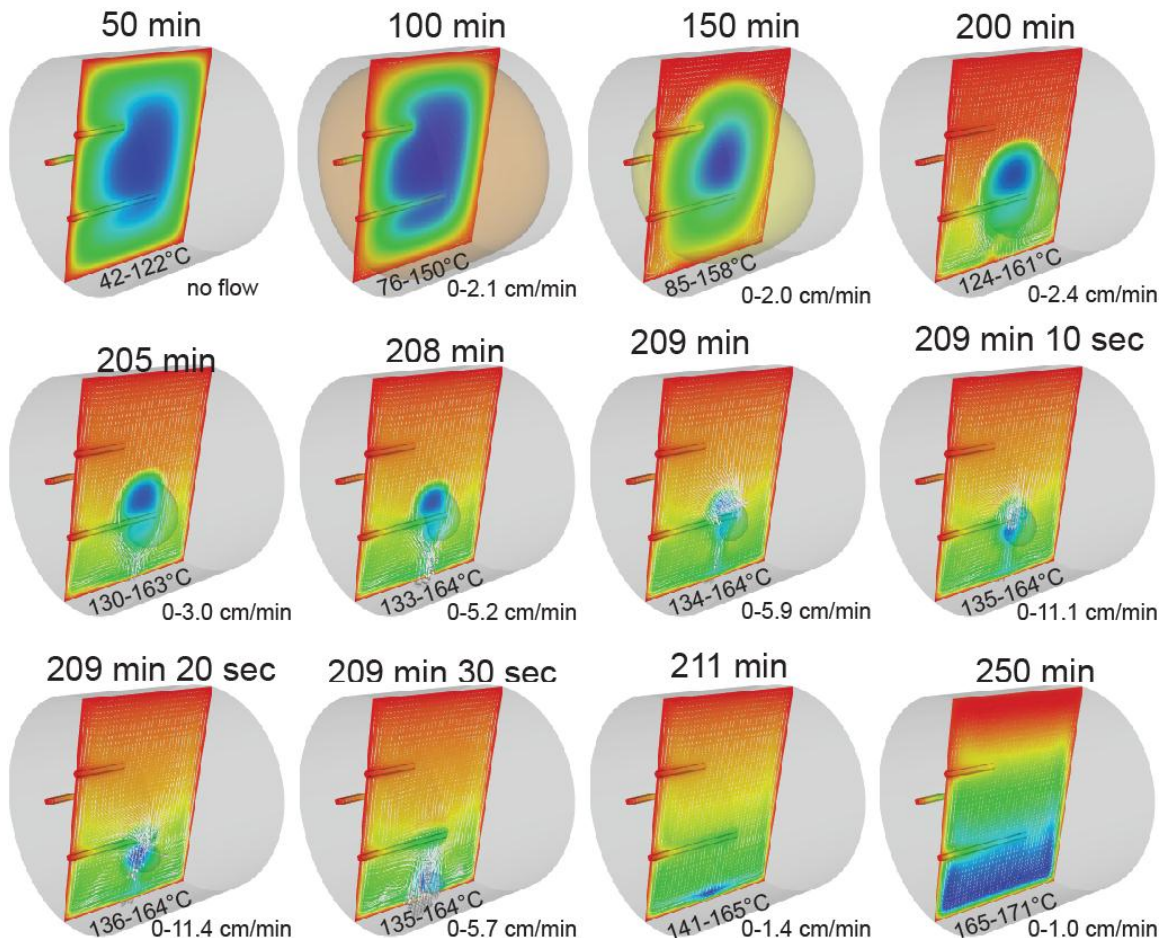 50 min
100 min
150 min
200 min
42-122°C
no flow
76-150°C
0-2.1 cm/min
85-158°C
0-2.0 cm/min
124-161°C
0-2.4 cm/min
205 min
208 min
209 min
209 min 10 sec
130-163°C
0-3.0 cm/min
133-164°C
0-5.2 cm/min
134-164°C
0-5.9 cm/min
135-164°C
0-11.1 cm/min
209 min 20 sec
209 min 30 sec
211 min
250 min
136-164°C
0-11.4 cm/min
135-164°C
0-5.7 cm/min
141-165°C
0-1.4 cm/min
165-171°C
0-1.0 cm/min